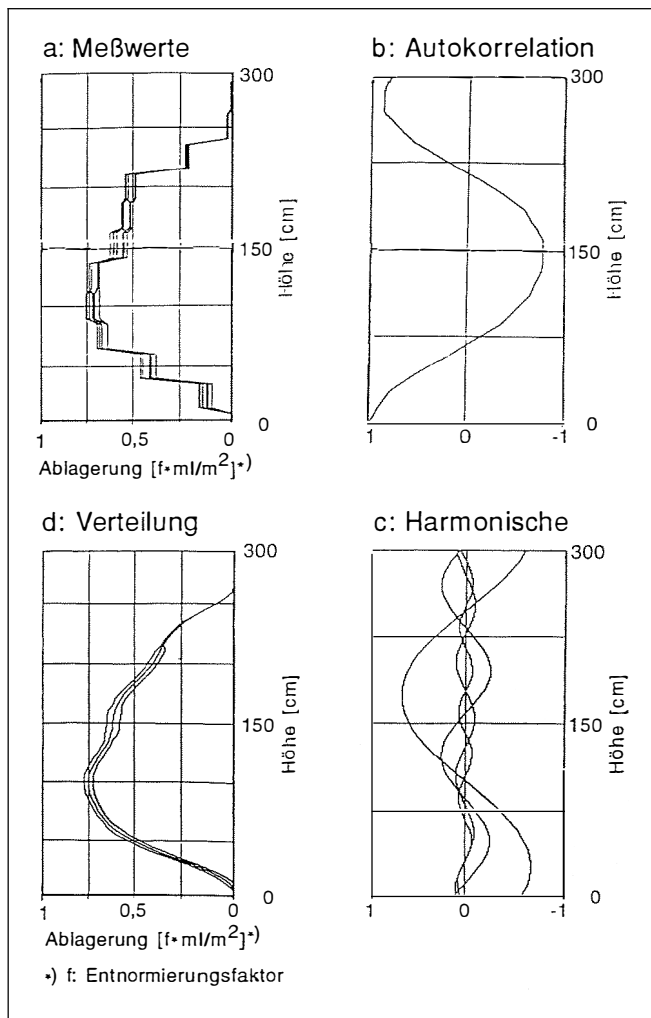 a: Meßwerte
300
Höhe [cm]
150
0
1 0,5 0
Ablagerung [f*ml/m²]*)
b: Autokorrelation
300
Höhe [cm]
150
0
1 0 -1
d: Verteilung
300
Höhe [cm]
150
0
1 0,5 0
Ablagerung [f*ml/m²]*)
*) f: Entnormierungsfaktor
c: Harmonische
300
Höhe [cm]
150
0
1 0 -1